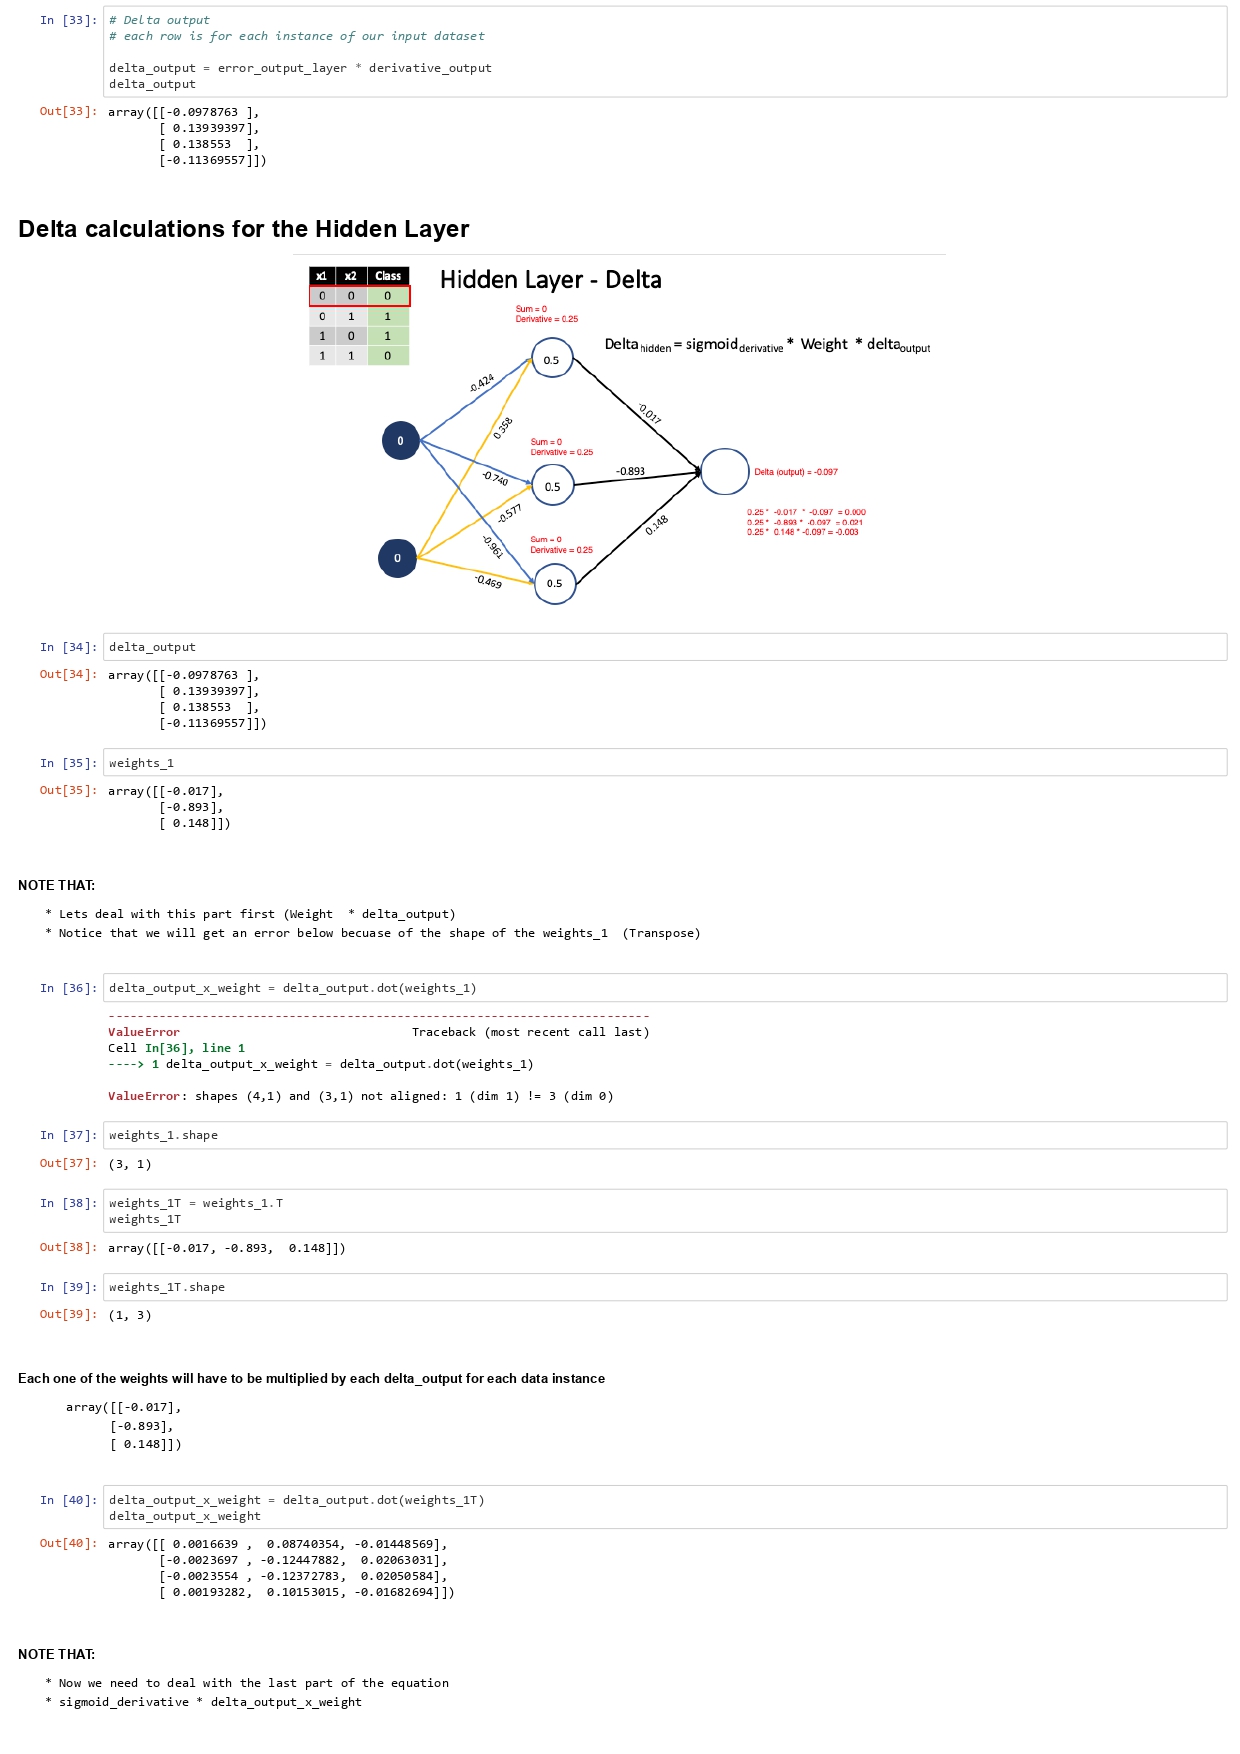 In [33]: # Delta output
# each row is for each instance of our input dataset
delta_output = error_output_layer * derivative_output
delta_output
Out[33]: array([[-0.0978763 ],
[ 0.13939397],
[ 0.138553  ],
[-0.11369557]])
Delta calculations for the Hidden Layer
x1 x2 Class
0 0 0
0 1 1
1 0 1
1 1 0
Hidden Layer - Delta
Sum = 0
Derivative = 0.25
Delta hidden = sigmoid derivative * Weight * delta output
0.5
-0.424
0.358
-0.017
0
Sum = 0
Derivative = 0.25
-0.740
0.5
-0.893
Delta (output) = -0.097
-0.577
0.25 * -0.017 * -0.097 = 0.000
0.25 * -0.893 * -0.097 = 0.021
0.25 * 0.148 * -0.097 = -0.003
0.148
-0.961
Sum = 0
Derivative = 0.25
0
-0.469
0.5
In [34]: delta_output
Out[34]: array([[-0.0978763 ],
[ 0.13939397],
[ 0.138553  ],
[-0.11369557]])
In [35]: weights_1
Out[35]: array([[-0.017],
[-0.893],
[ 0.148]])
NOTE THAT:
* Lets deal with this part first (Weight  * delta_output)
* Notice that we will get an error below becuase of the shape of the weights_1  (Transpose)
In [36]: delta_output_x_weight = delta_output.dot(weights_1)
---------------------------------------------------------------------------
ValueError                                Traceback (most recent call last)
Cell In[36], line 1
----> 1 delta_output_x_weight = delta_output.dot(weights_1)
ValueError: shapes (4,1) and (3,1) not aligned: 1 (dim 1) != 3 (dim 0)
In [37]: weights_1.shape
Out[37]: (3, 1)
In [38]: weights_1T = weights_1.T
weights_1T
Out[38]: array([[-0.017, -0.893,  0.148]])
In [39]: weights_1T.shape
Out[39]: (1, 3)
Each one of the weights will have to be multiplied by each delta_output for each data instance
array([[-0.017],
[-0.893],
[ 0.148]])
In [40]: delta_output_x_weight = delta_output.dot(weights_1T)
delta_output_x_weight
Out[40]: array([[ 0.0016639 ,  0.08740354, -0.01448569],
[-0.0023697 , -0.12447882,  0.02063031],
[-0.0023554 , -0.12372783,  0.02050584],
[ 0.00193282,  0.10153015, -0.01682694]])
NOTE THAT:
* Now we need to deal with the last part of the equation
* sigmoid_derivative * delta_output_x_weight